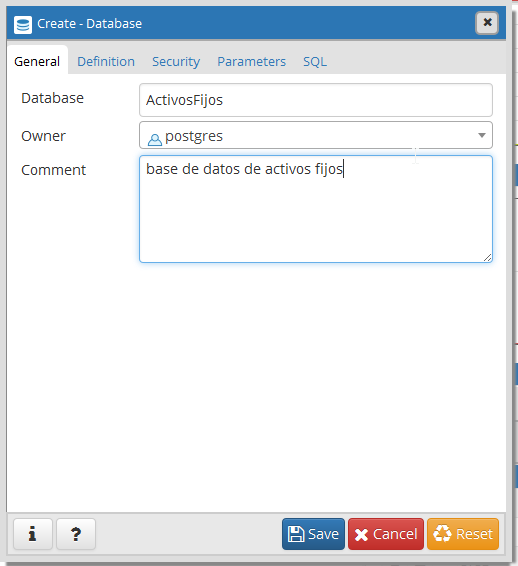 Create - Database
General Definition Security Parameters SQL
Database ActivosFijos
Owner postgres
Comment base de datos de activos fijos
i ? Save Cancel Reset